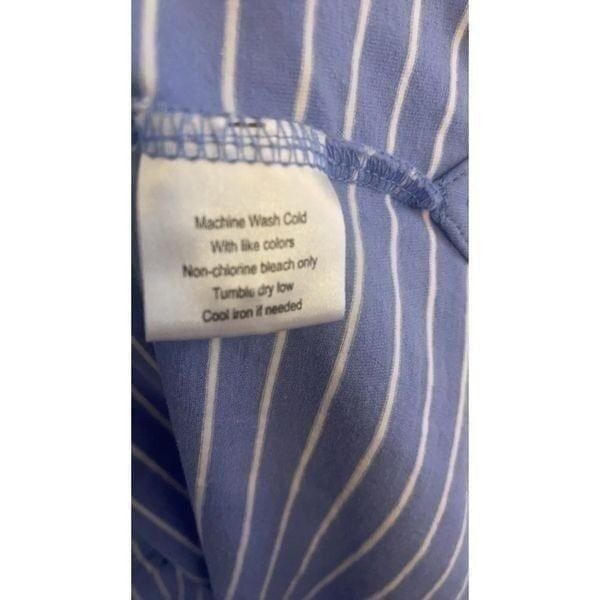 Machine Wash Cold
With like colors
Non-chlorine bleach only
Tumble dry low
Cool iron if needed